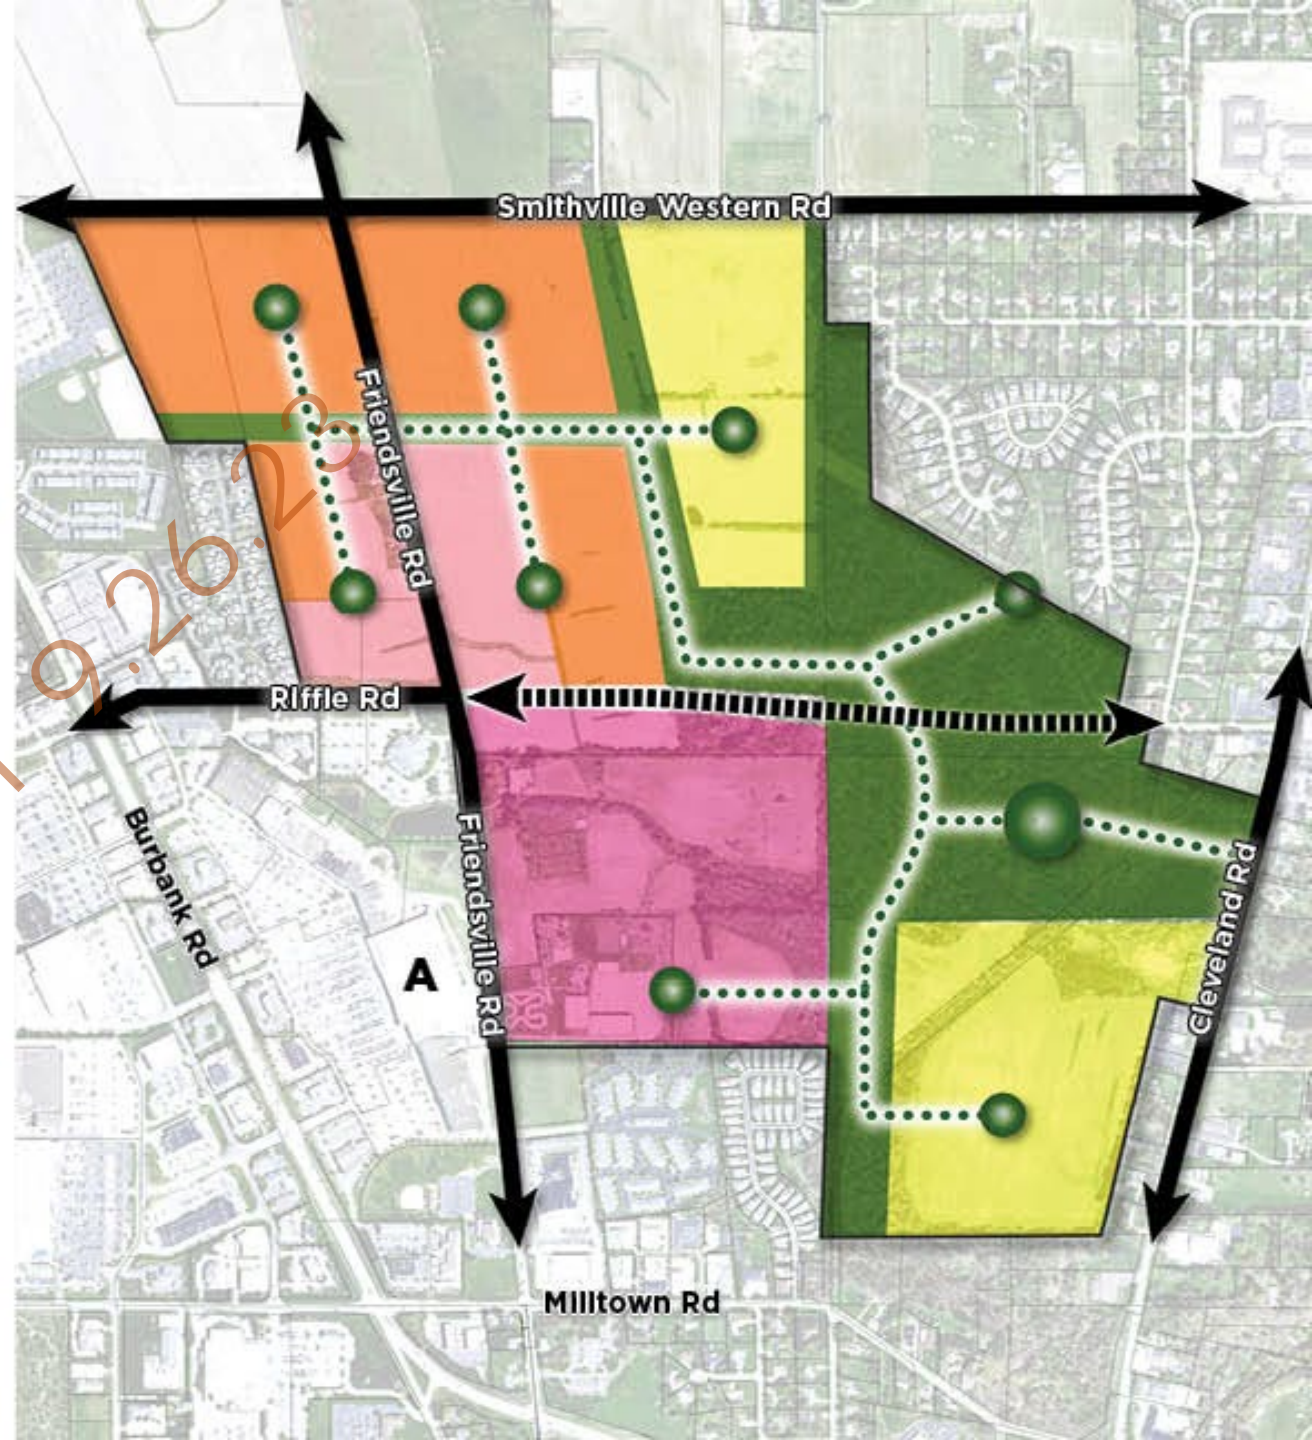 Smithville Western Rd
Friendsville Rd
9.26.23
Riffle Rd
Burbank Rd
Friendsville Rd
A
Cleveland Rd
Milltown Rd